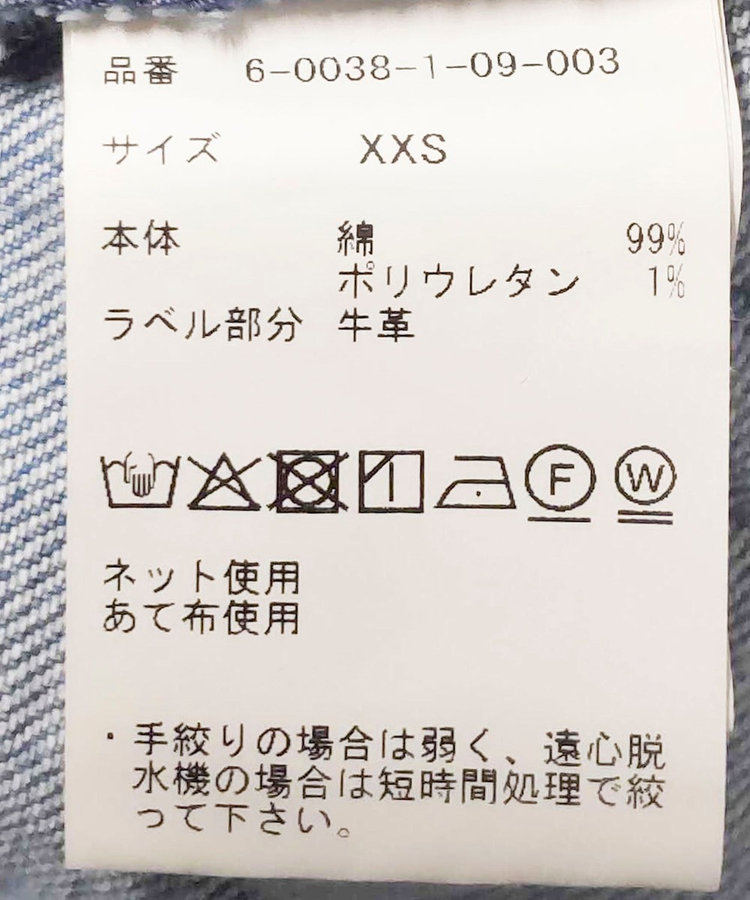 品番 6-0038-1-09-003
サイズ XXS
本体 綿 99%
ポリウレタン 1%
ラベル部分 牛革
F W
ネット使用
あて布使用
・手絞りの場合は弱く、遠心脱
水機の場合は短時間処理で絞
って下さい。